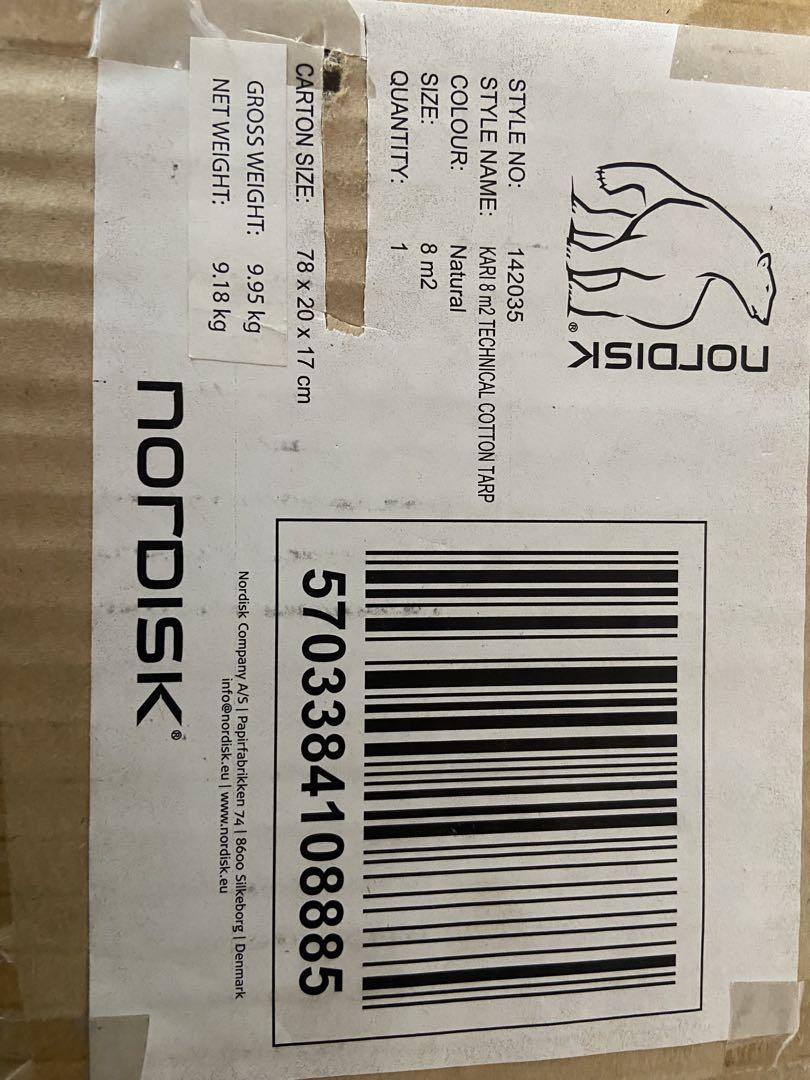 NORDISK®
STYLE NO: 142035
STYLE NAME: KARI 8 m2 TECHNICAL COTTON TARP
COLOUR: Natural
SIZE: 8 m2
QUANTITY: 1
CARTON SIZE: 78 x 20 x 17 cm
GROSS WEIGHT: 9.95 kg
NET WEIGHT: 9.18 kg
5703384108885
Nordisk Company A/S | Papirfabrikken 74 | 8600 Silkeborg | Denmark
info@nordisk.eu | www.nordisk.eu
NORDISK®